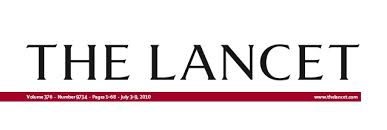 THE LANCET
Volume 376 • Number 9734 • Pages 1–68 • July 3–9, 2010 www.thelancet.com